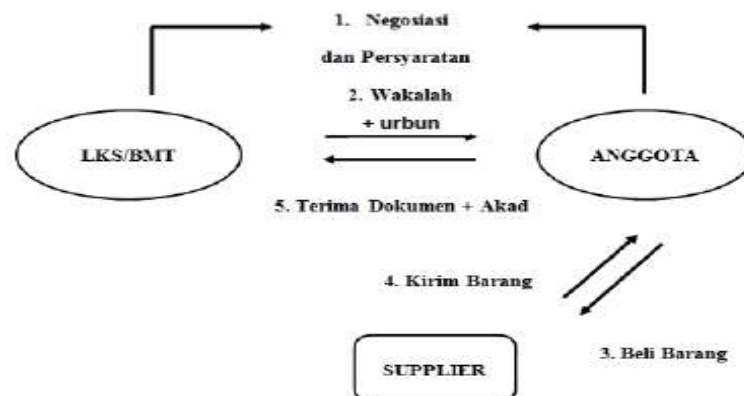 1. Negosiasi
dan Persyaratan
2. Wakalah
+ urbun
LKS/BMT
ANGGOTA
5. Terima Dokumen + Akad
4. Kirim Barang
3. Beli Barang
SUPPLIER